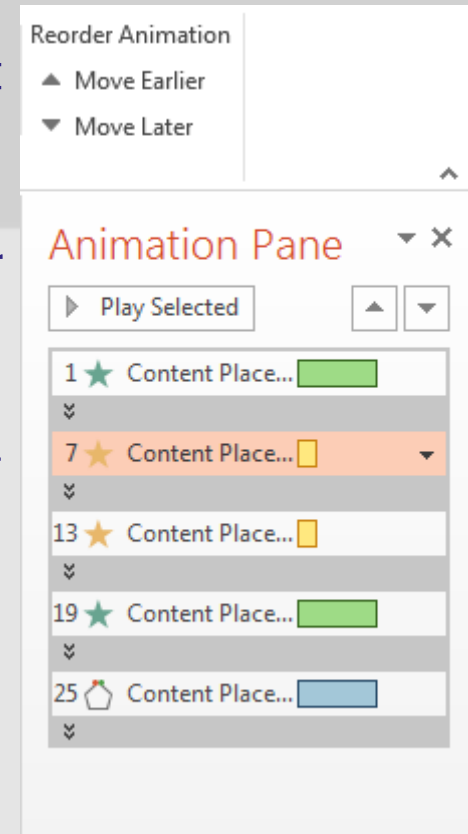 Reorder Animation
Move Earlier
Move Later
Animation Pane
Play Selected
1 Content Place...
7 Content Place...
13 Content Place...
19 Content Place...
25 Content Place...